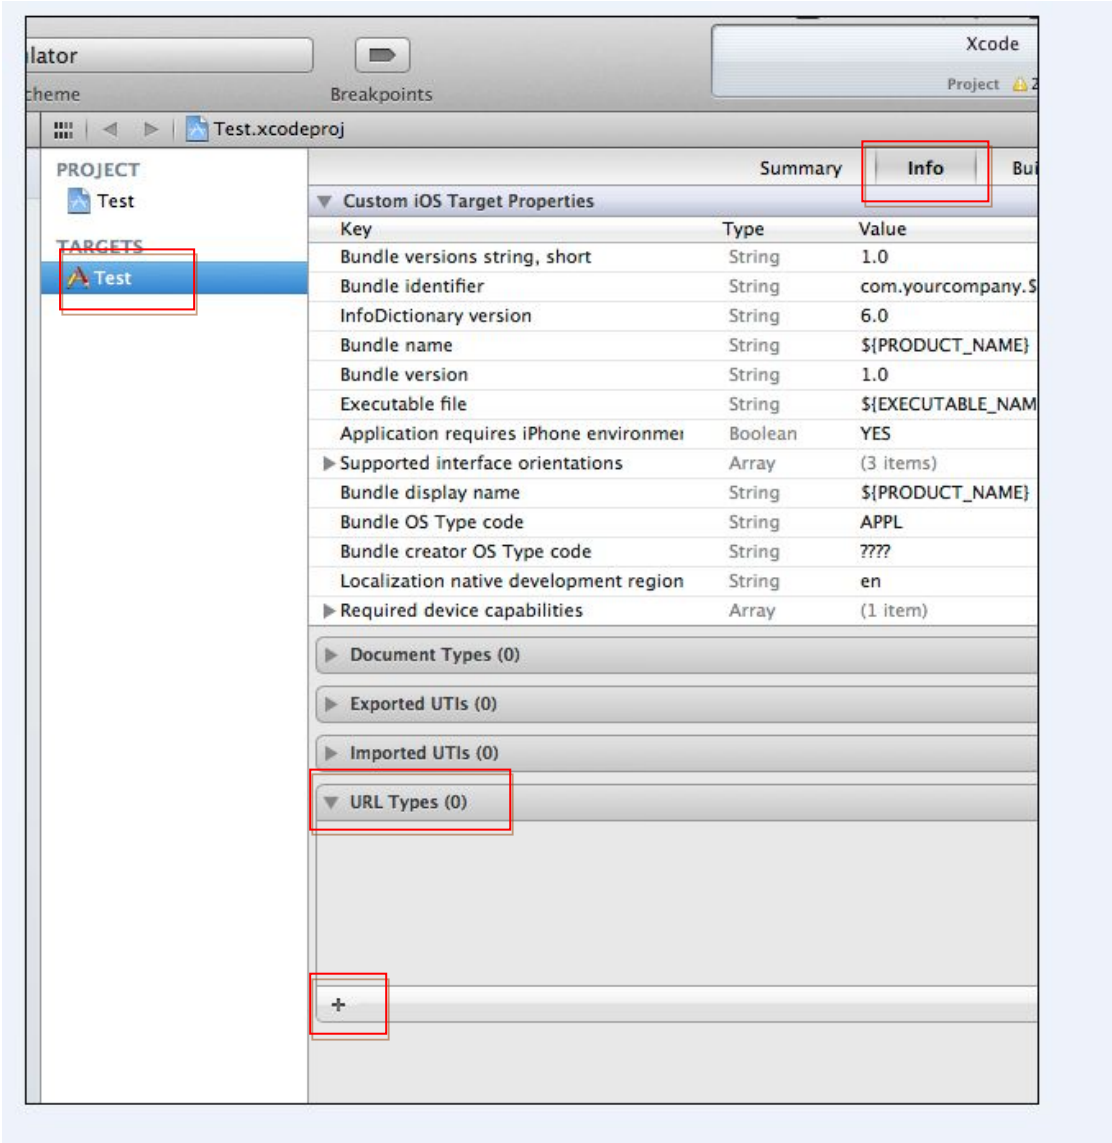 lator
Xcode
cheme
Breakpoints
Project 2
Test.xcodeproj
PROJECT
Summary Info Bui
Test
Custom iOS Target Properties
Key Type Value
TARGETS
Bundle versions string, short String 1.0
Test
Bundle identifier String com.yourcompany.$
InfoDictionary version String 6.0
Bundle name String ${PRODUCT_NAME}
Bundle version String 1.0
Executable file String ${EXECUTABLE_NAM
Application requires iPhone environmer Boolean YES
Supported interface orientations Array (3 items)
Bundle display name String ${PRODUCT_NAME}
Bundle OS Type code String APPL
Bundle creator OS Type code String ????
Localization native development region String en
Required device capabilities Array (1 item)
Document Types (0)
Exported UTIs (0)
Imported UTIs (0)
URL Types (0)
+